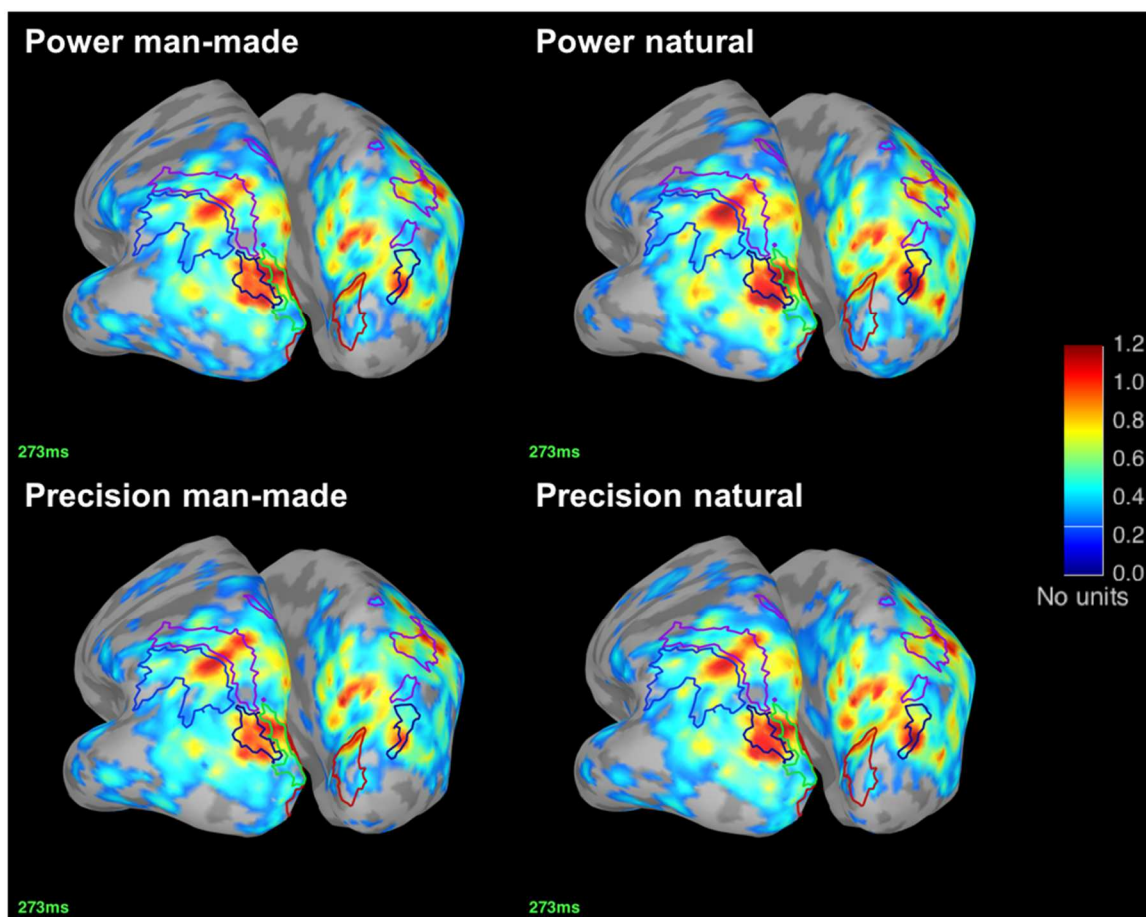 Power man-made
Power natural
273ms
273ms
1.2
1.0
0.8
0.6
0.4
0.2
0.0
No units
Precision man-made
Precision natural
273ms
273ms